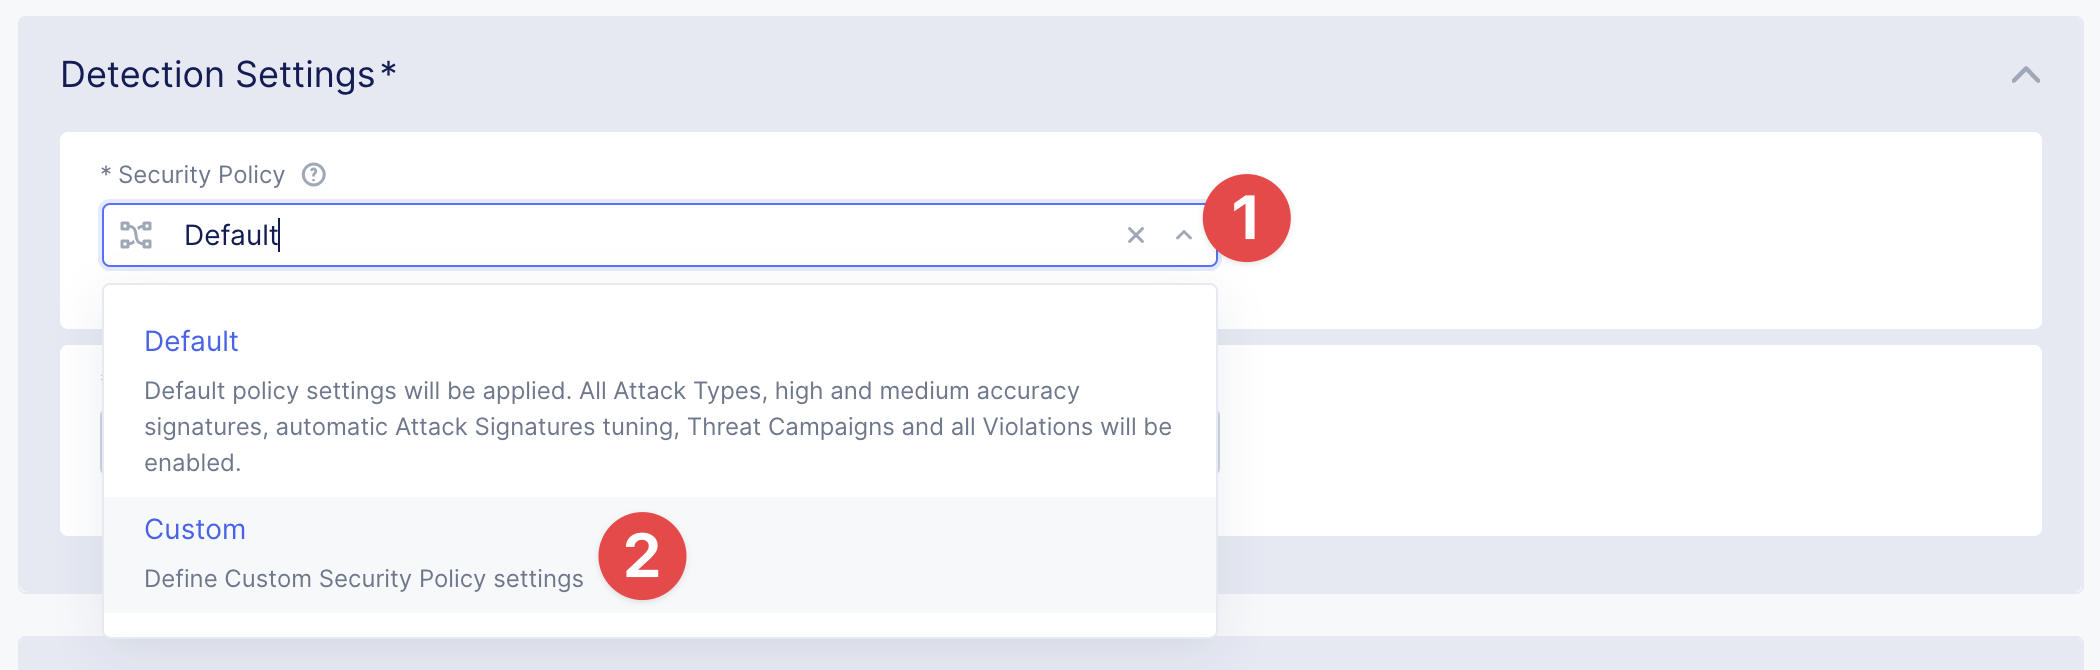 Detection Settings*
* Security Policy ?
Default
1
Default
Default policy settings will be applied. All Attack Types, high and medium accuracy
signatures, automatic Attack Signatures tuning, Threat Campaigns and all Violations will be
enabled.
Custom
2
Define Custom Security Policy settings